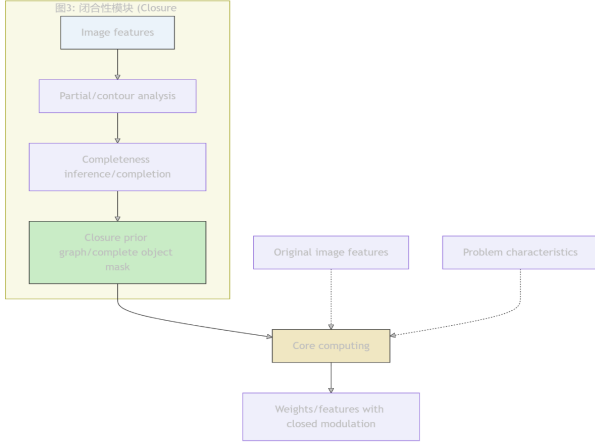 图3: 闭合性模块 (Closure
Image features
Partial/contour analysis
Completeness
inference/completion
Closure prior
graph/complete object
mask
Original image features
Problem characteristics
Core computing
Weights/features with
closed modulation